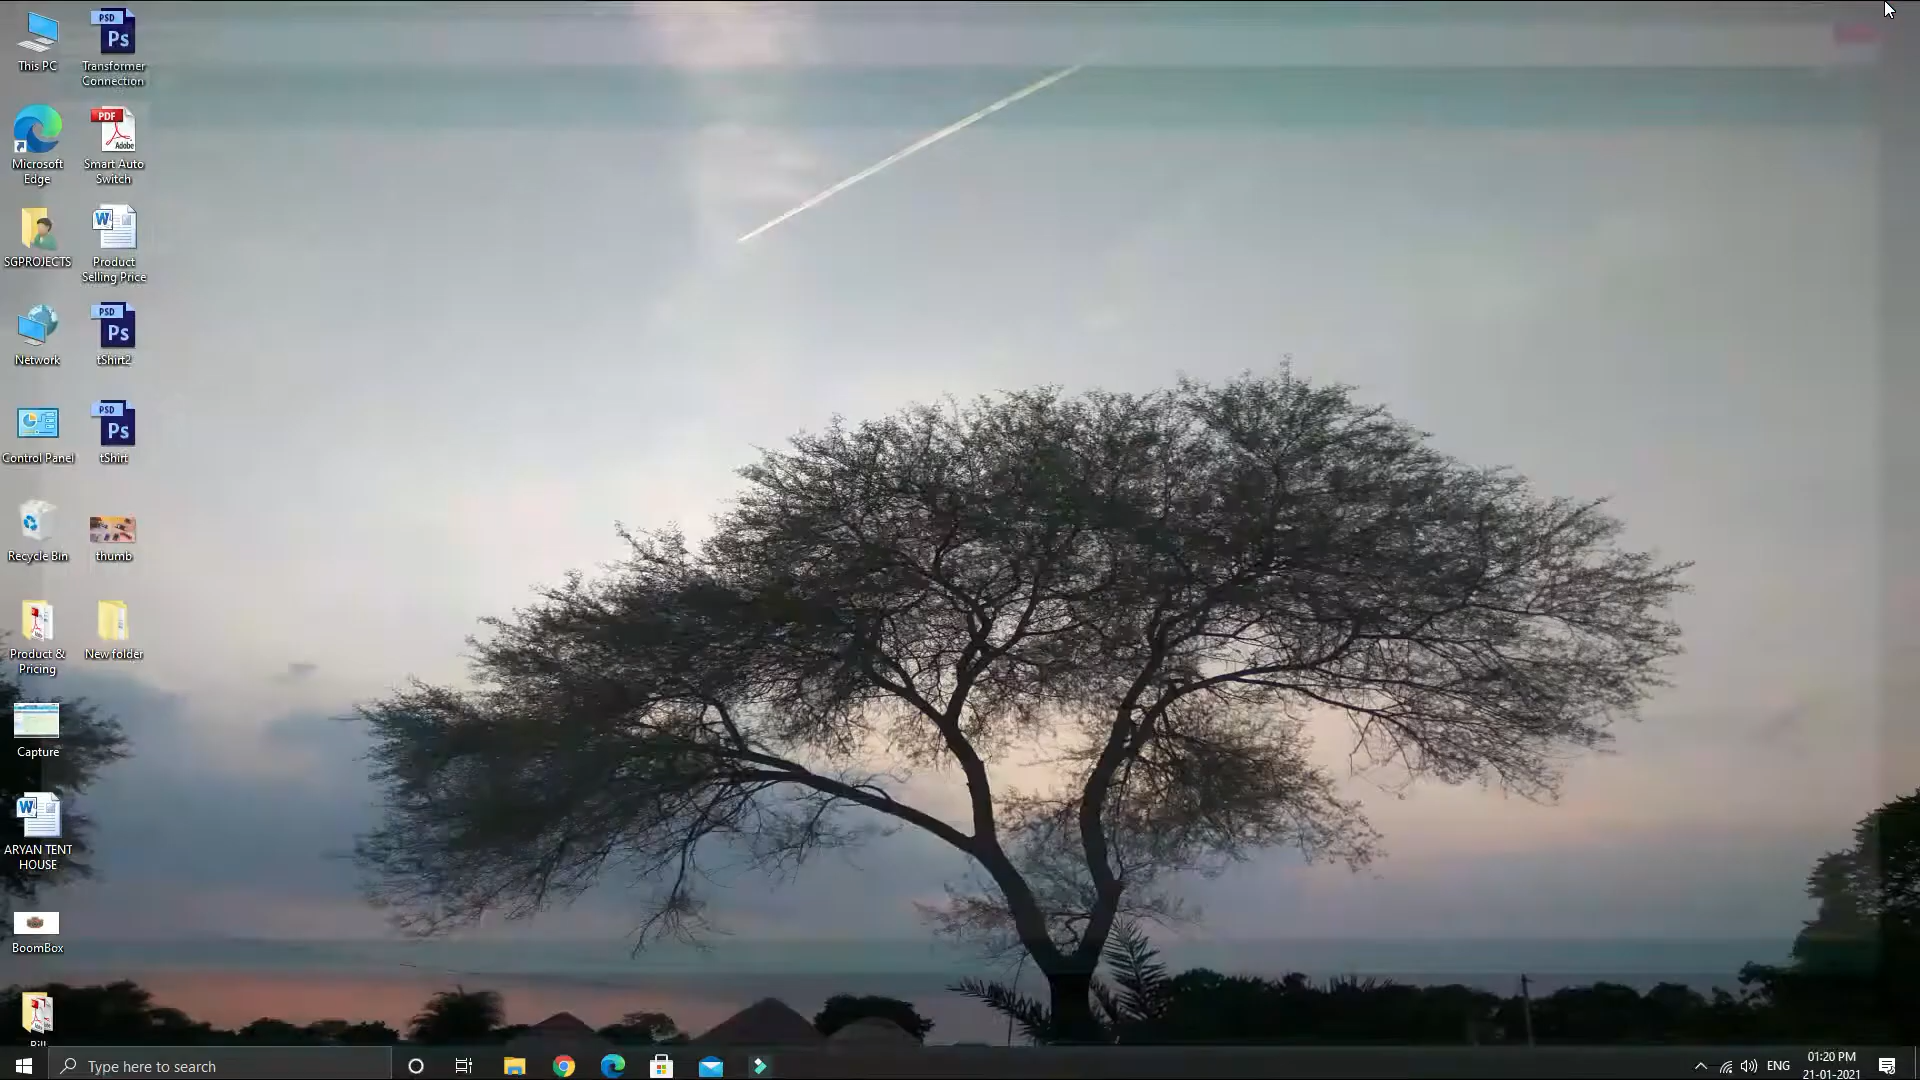 This PC
PSD
Ps
Transformer
Connection
Microsoft
Edge
PDF
Adobe
Smart Auto
Switch
SGPROJECTS
W
Product
Selling Price
Network
PSD
Ps
tShirt2
Control Panel
PSD
Ps
tShirt
Recycle Bin
thumb
Product &
Pricing
New folder
Capture
W
ARYAN TENT
HOUSE
BoomBox
Bill
Type here to search
ENG
01:20 PM
21-01-2021